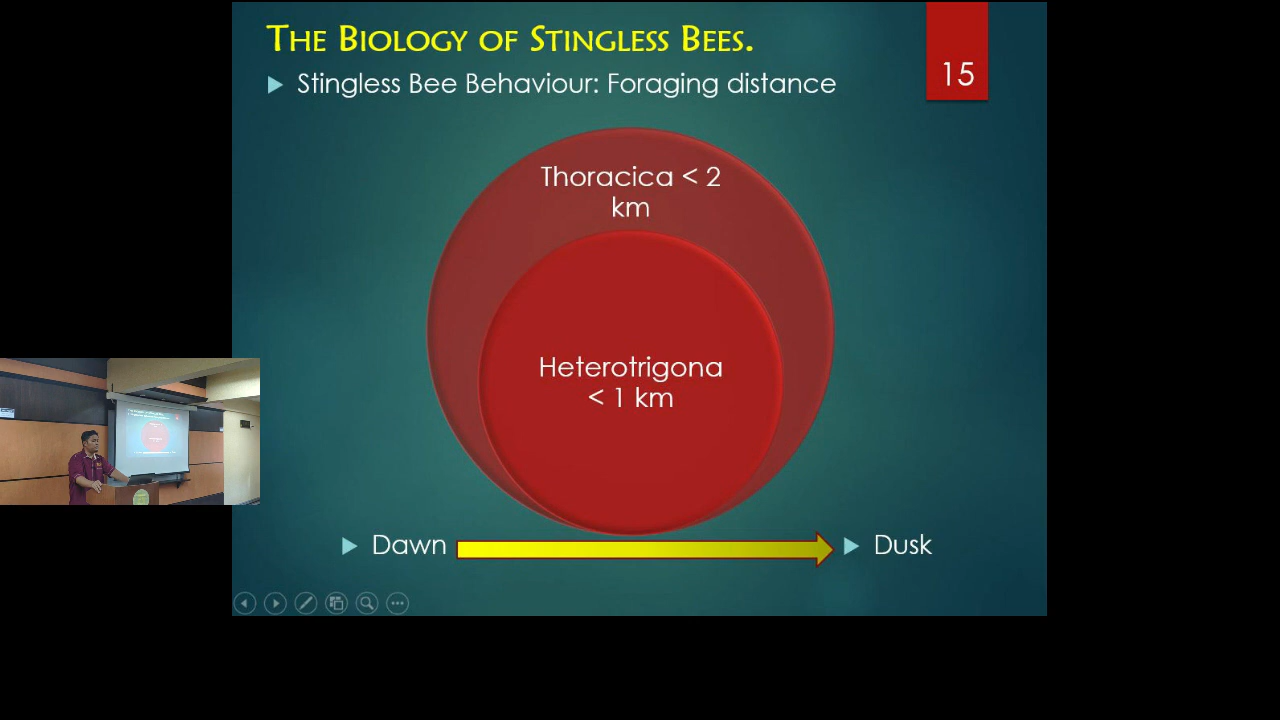 THE BIOLOGY OF STINGLESS BEES.
Stingless Bee Behaviour: Foraging distance
15
Thoracica < 2
km
Heterotrigona
< 1 km
Dawn
Dusk